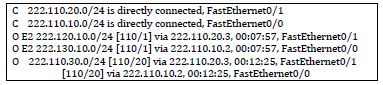 C 222.110.20.0/24 is directly connected, FastEthernet0/1
C 222.110.10.0/24 is directly connected, FastEthernet0/0
O E2 222.120.10.0/24 [110/1] via 222.110.20.3, 00:07:57, FastEthernet0/1
O E2 222.130.10.0/24 [110/1] via 222.110.10.2, 00:07:57, FastEthernet0/0
O 222.110.30.0/24 [110/20] via 222.110.20.3, 00:12:25, FastEthernet0/1
[110/20] via 222.110.10.2, 00:12:25, FastEthernet0/0